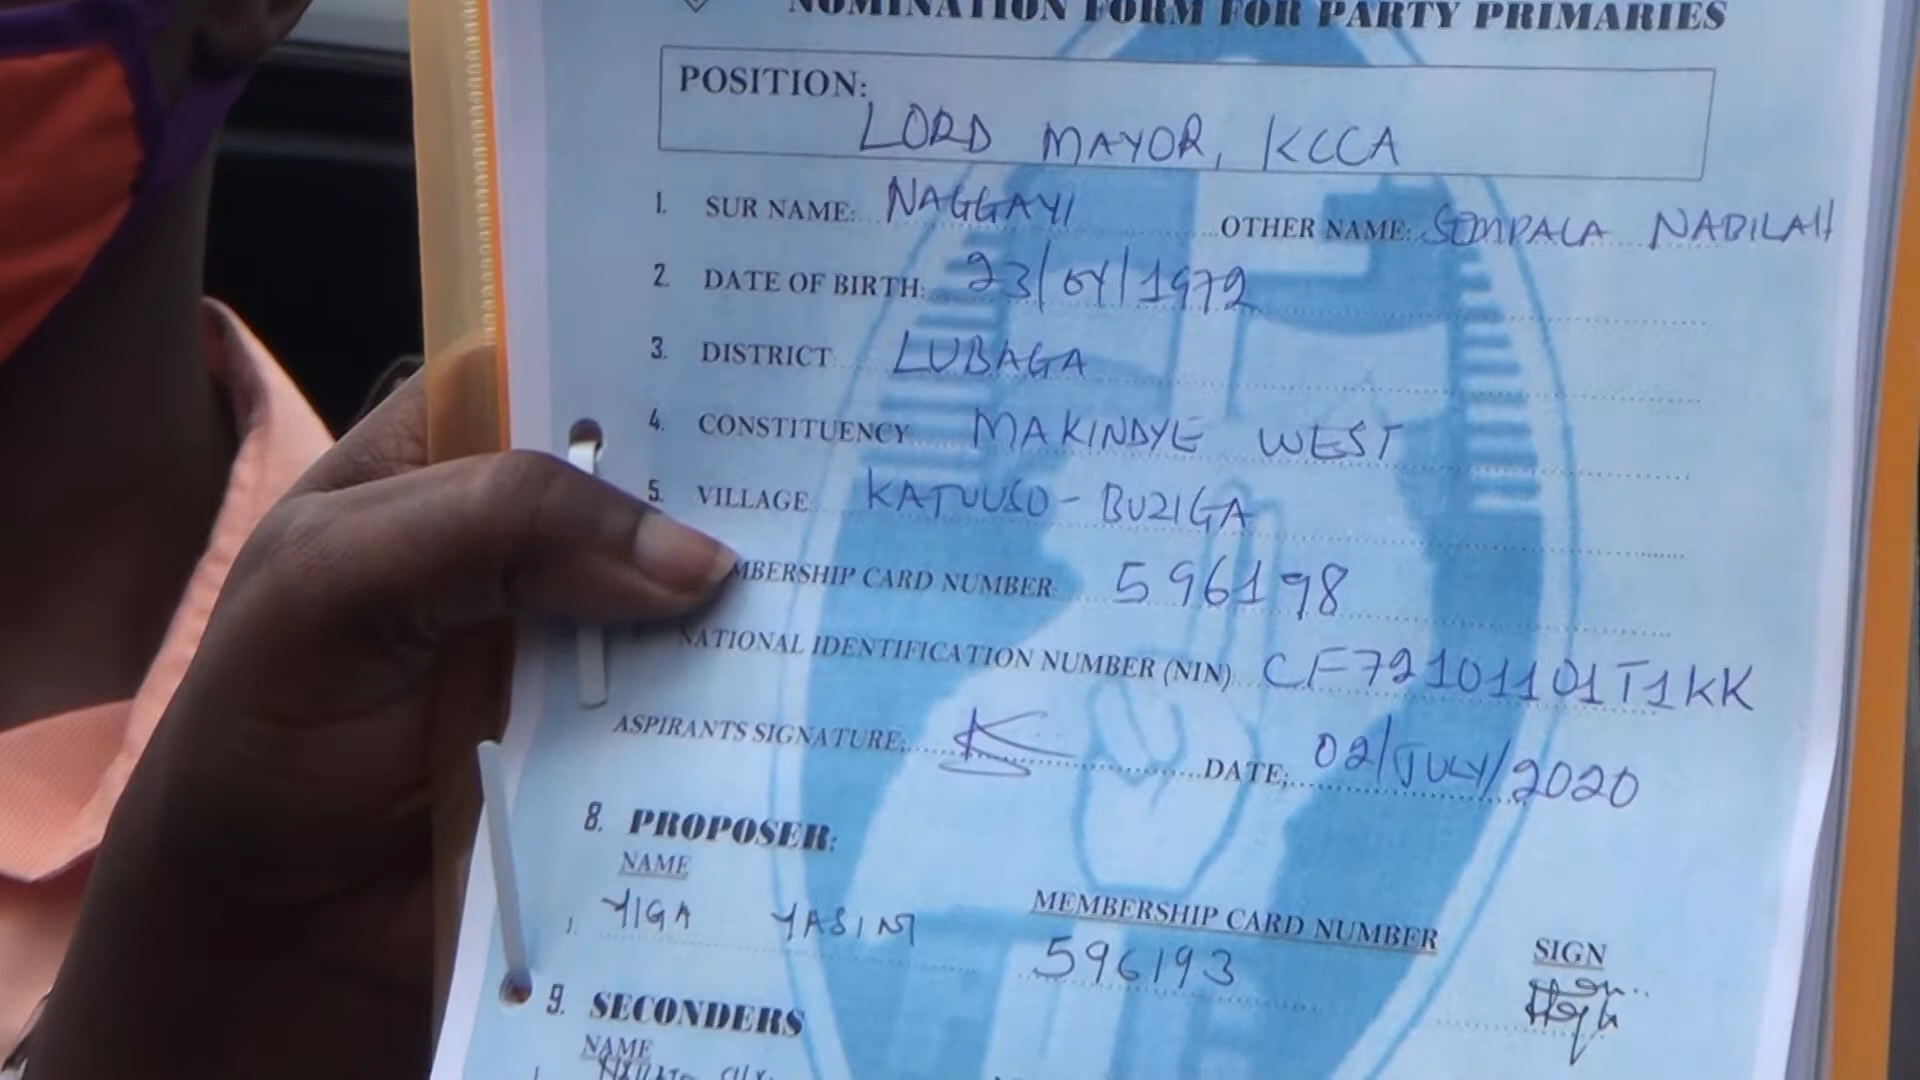 NOMINATION FORM FOR PARTY PRIMARIES
POSITION:
LORD MAYOR, KCCA
1. SUR NAME: NAGGAYI OTHER NAME: SEMPALA NABILAH
2. DATE OF BIRTH: 23/04/1972
3. DISTRICT: LUBAGA
4. CONSTITUENCY MAKINDYE WEST
5. VILLAGE KATUUSO - BUZIGA
MBERSHIP CARD NUMBER 596198
NATIONAL IDENTIFICATION NUMBER (NIN) CF72101101T1KK
ASPIRANTS SIGNATURE: DATE; 02/JULY/2020
8. PROPOSER:
NAME MEMBERSHIP CARD NUMBER SIGN
1. YIGA YASIN 596193
9. SECONDERS
NAME
1.